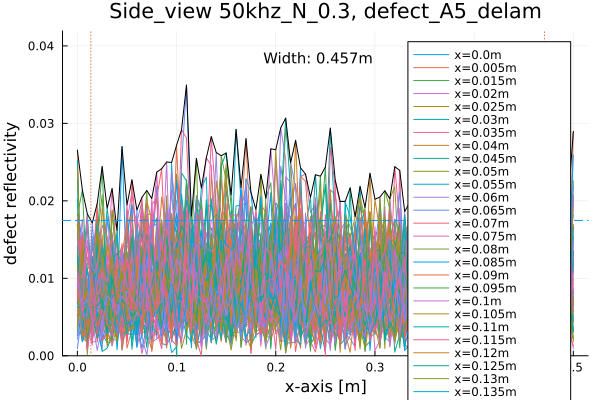 Side_view 50khz_N_0.3, defect_A5_delam
0.04
0.03
0.02
0.01
0.00
defect reflectivity
Width: 0.457m
x=0.0m
x=0.005m
x=0.015m
x=0.02m
x=0.025m
x=0.03m
x=0.035m
x=0.04m
x=0.045m
x=0.05m
x=0.055m
x=0.06m
x=0.065m
x=0.07m
x=0.075m
x=0.08m
x=0.085m
x=0.09m
x=0.095m
x=0.1m
x=0.105m
x=0.11m
x=0.115m
x=0.12m
x=0.125m
x=0.13m
x=0.135m
0.0
0.1
0.2
0.3
.5
x-axis [m]